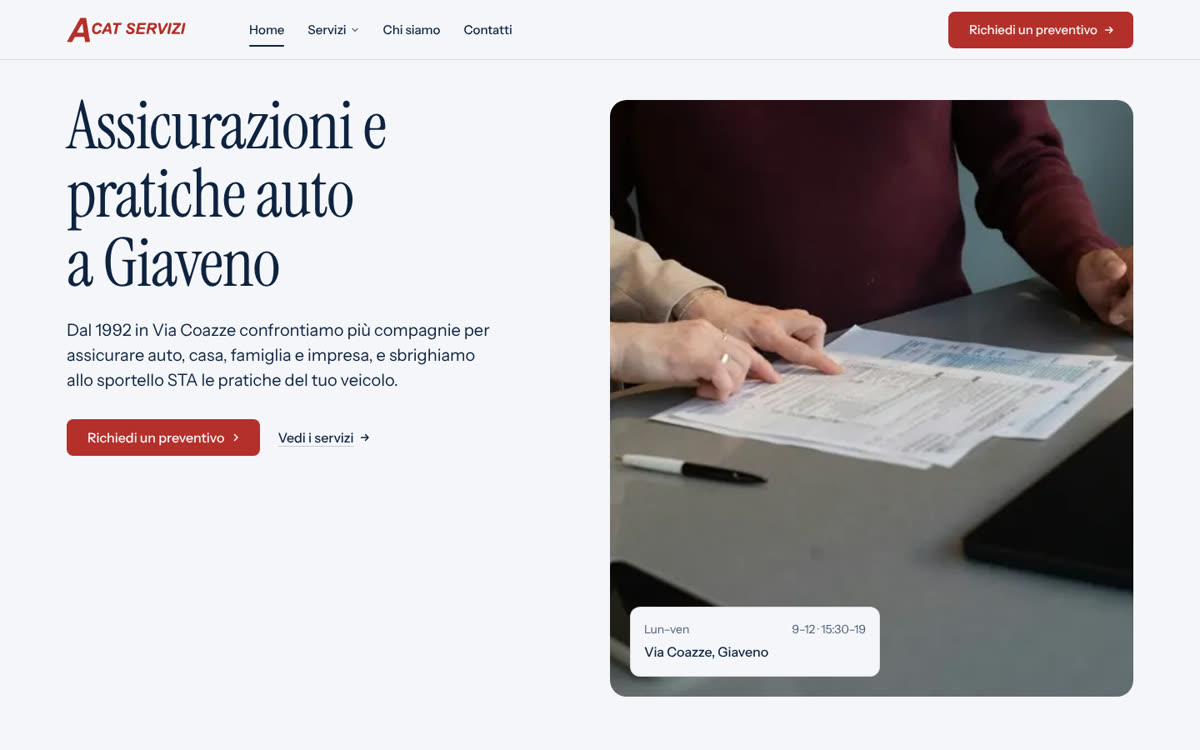 ACAT SERVIZI
Home
Servizi
Chi siamo
Contatti
Richiedi un preventivo →
Assicurazioni e
pratiche auto
a Giaveno
Dal 1992 in Via Coazze confrontiamo più compagnie per
assicurare auto, casa, famiglia e impresa, e sbrighiamo
allo sportello STA le pratiche del tuo veicolo.
Richiedi un preventivo
Vedi i servizi →
Lun–ven 9–12 · 15:30–19
Via Coazze, Giaveno